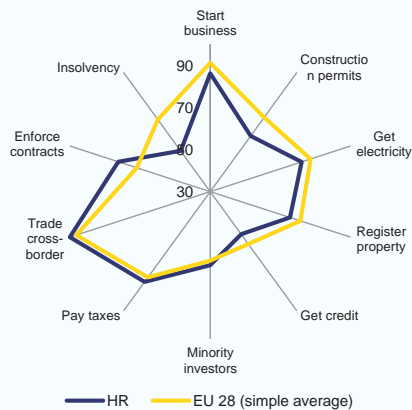 Start
business
Constructio
n permits
Get
electricity
Register
property
Get credit
Minority
investors
Pay taxes
Trade
cross-
border
Enforce
contracts
Insolvency
90
70
50
30
HR
EU 28 (simple average)